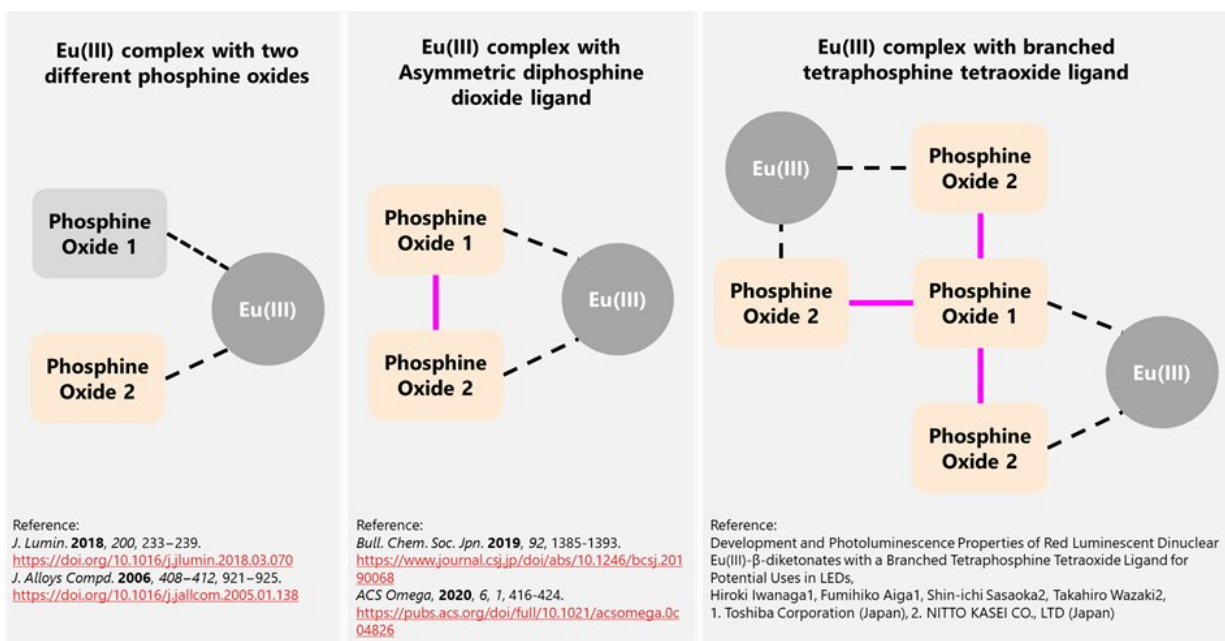 Eu(III) complex with two
different phosphine oxides
Phosphine
Oxide 1
Eu(III)
Phosphine
Oxide 2
Reference:
J. Lumin. 2018, 200, 233–239.
https://doi.org/10.1016/j.jlumin.2018.03.070
J. Alloys Compd. 2006, 408–412, 921–925.
https://doi.org/10.1016/j.jallcom.2005.01.138
Eu(III) complex with
Asymmetric diphosphine
dioxide ligand
Phosphine
Oxide 1
Eu(III)
Phosphine
Oxide 2
Reference:
Bull. Chem. Soc. Jpn. 2019, 92, 1385-1393.
https://www.journal.csj.jp/doi/abs/10.1246/bcsj.20
190068
ACS Omega, 2020, 6, 1, 416-424.
https://pubs.acs.org/doi/full/10.1021/acsomega.0c
04826
Eu(III) complex with branched
tetraphosphine tetraoxide ligand
Eu(III)
Phosphine
Oxide 2
Phosphine
Oxide 2
Phosphine
Oxide 1
Eu(III)
Phosphine
Oxide 2
Reference:
Development and Photoluminescence Properties of Red Luminescent Dinuclear
Eu(III)-β-diketonates with a Branched Tetraphosphine Tetraoxide Ligand for
Potential Uses in LEDs,
Hiroki Iwanaga1, Fumihiko Aiga1, Shin-ichi Sasaoka2, Takahiro Wazaki2,
1. Toshiba Corporation (Japan), 2. NITTO KASEI CO., LTD (Japan)